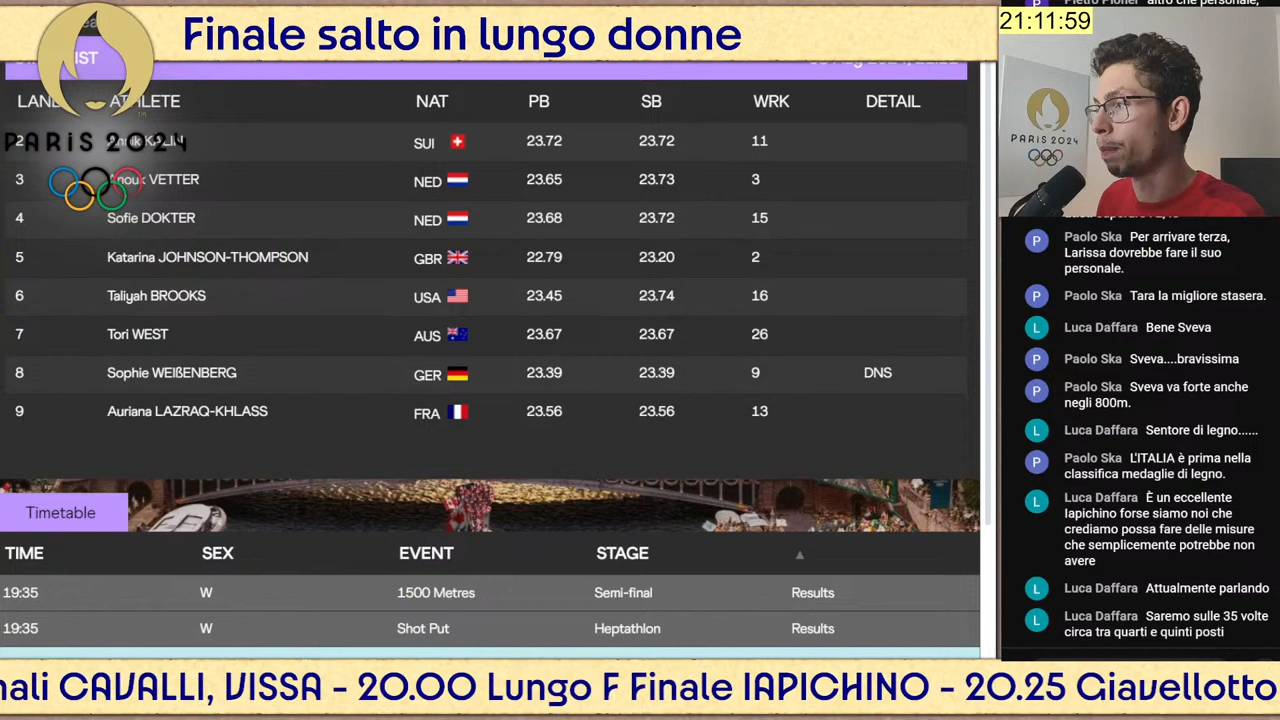 Finale salto in lungo donne
21:11:59
IST
LANE ATHLETE NAT PB SB WRK DETAIL
2 Annik KÄLIN SUI 23.72 23.72 11
3 Anouk VETTER NED 23.65 23.73 3
4 Sofie DOKTER NED 23.68 23.72 15
5 Katarina JOHNSON-THOMPSON GBR 22.79 23.20 2
6 Taliyah BROOKS USA 23.45 23.74 16
7 Tori WEST AUS 23.67 23.67 26
8 Sophie WEIßENBERG GER 23.39 23.39 9 DNS
9 Auriana LAZRAQ-KHLASS FRA 23.56 23.56 13
PARIS 2024
PARIS 2024
Timetable
TIME SEX EVENT STAGE
19:35 W 1500 Metres Semi-final Results
19:35 W Shot Put Heptathlon Results
Paolo Ska Per arrivare terza,
Larissa dovrebbe fare il suo
personale.
Paolo Ska Tara la migliore stasera.
Luca Daffara Bene Sveva
Paolo Ska Sveva....bravissima
Paolo Ska Sveva va forte anche
negli 800m.
Luca Daffara Sentore di legno......
Paolo Ska L'ITALIA è prima nella
classifica medaglie di legno.
Luca Daffara È un eccellente
Iapichino forse siamo noi che
crediamo possa fare delle misure
che semplicemente potrebbe non
avere
Luca Daffara Attualmente parlando
Luca Daffara Saremo sulle 35 volte
circa tra quarti e quinti posti
nali CAVALLI, VISSA - 20.00 Lungo F Finale IAPICHINO - 20.25 Giavellotto